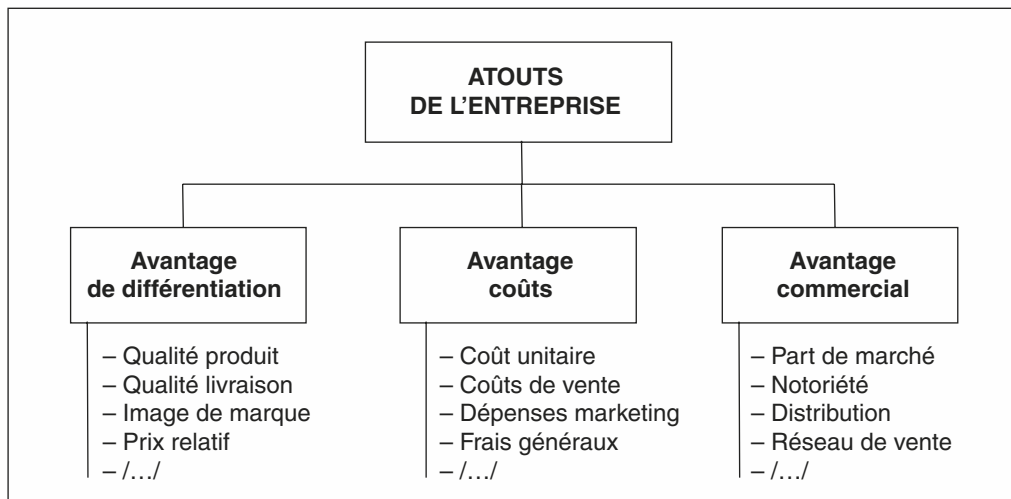 ATOUTS
DE L’ENTREPRISE
Avantage
de différentiation
– Qualité produit
– Qualité livraison
– Image de marque
– Prix relatif
– /…/
Avantage
coûts
– Coût unitaire
– Coûts de vente
– Dépenses marketing
– Frais généraux
– /…/
Avantage
commercial
– Part de marché
– Notoriété
– Distribution
– Réseau de vente
– /…/